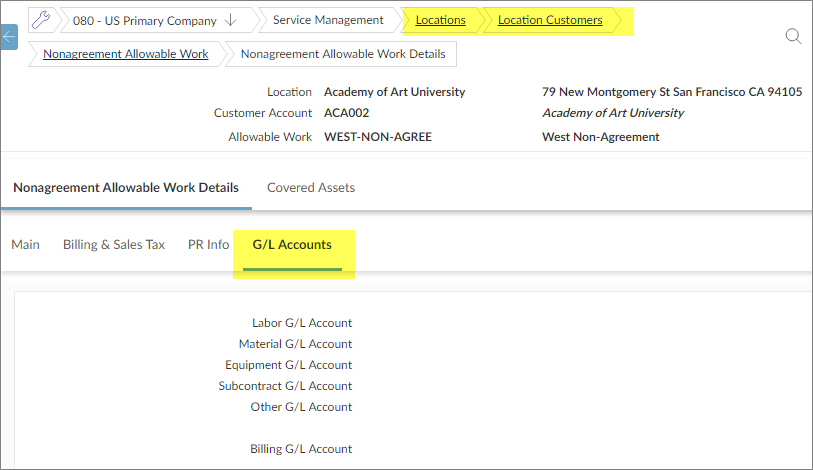 080 - US Primary Company Service Management Locations Location Customers
Nonagreement Allowable Work Nonagreement Allowable Work Details
Location Academy of Art University 79 New Montgomery St San Francisco CA 94105
Customer Account ACA002 Academy of Art University
Allowable Work WEST-NON-AGREE West Non-Agreement
Nonagreement Allowable Work Details Covered Assets
Main Billing & Sales Tax PR Info G/L Accounts
Labor G/L Account
Material G/L Account
Equipment G/L Account
Subcontract G/L Account
Other G/L Account
Billing G/L Account